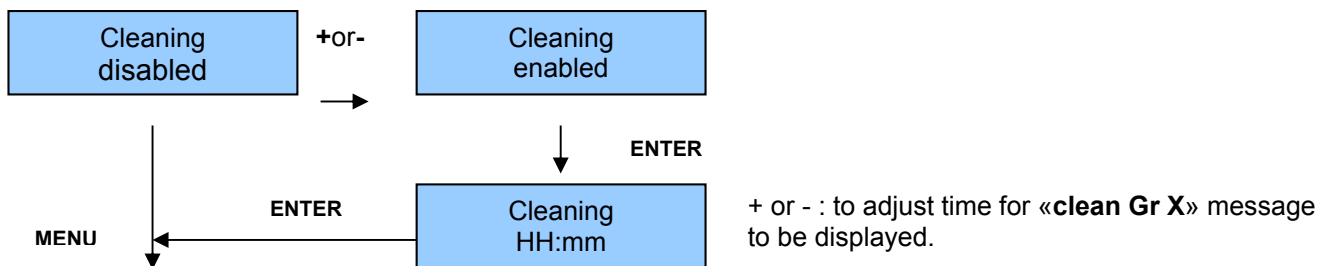 Cleaning
disabled
+or-
Cleaning
enabled
ENTER
ENTER
Cleaning
HH:mm
+ or - : to adjust time for «clean Gr X» message
to be displayed.
MENU